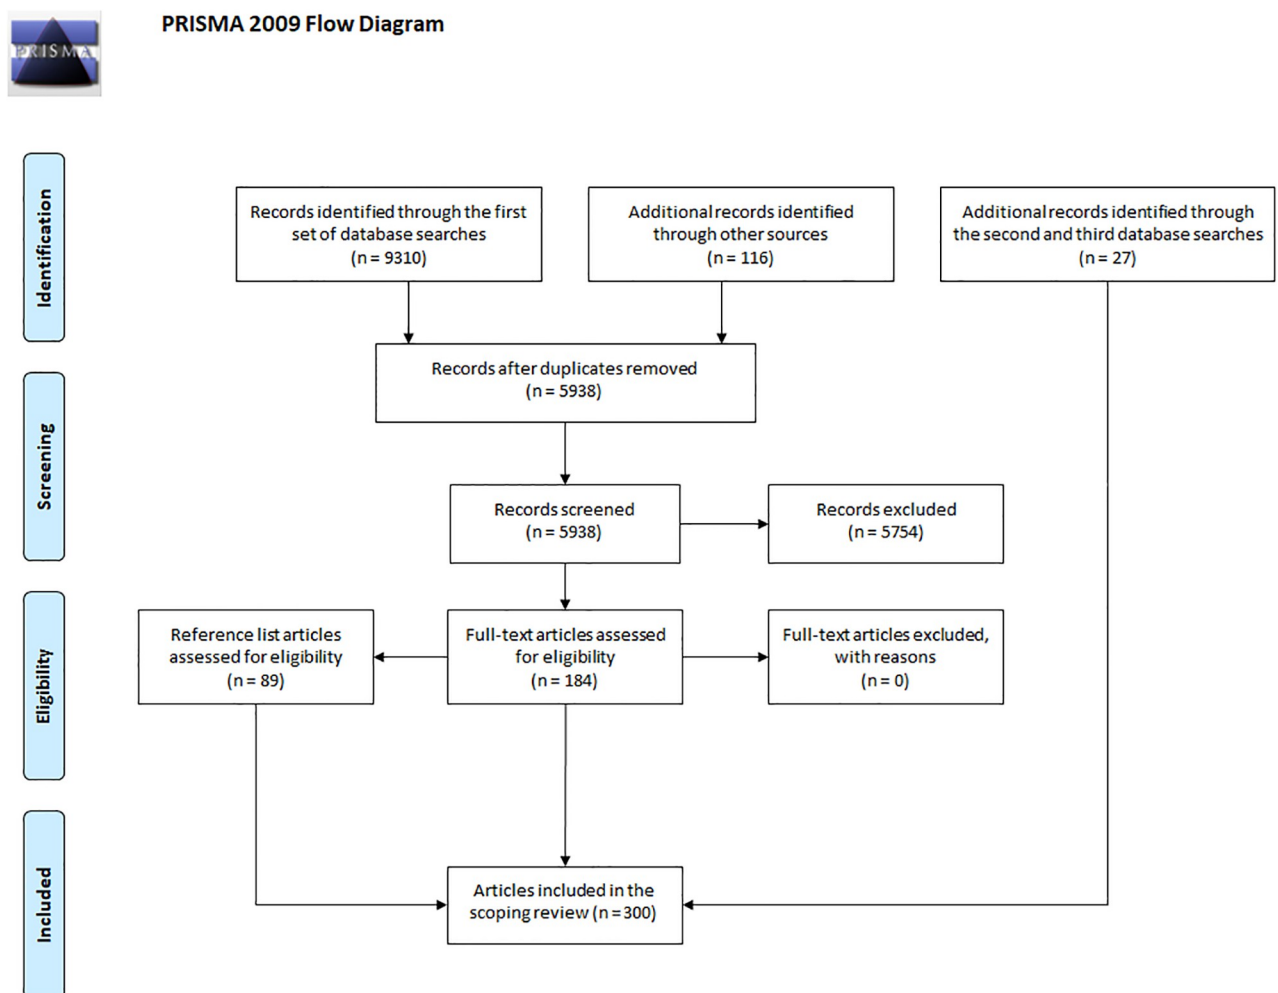 PRISMA 2009 Flow Diagram
PRISMA
Identification
Records identified through the first
set of database searches
(n = 9310)
Additional records identified
through other sources
(n = 116)
Additional records identified through
the second and third database searches
(n = 27)
Records after duplicates removed
(n = 5938)
Screening
Records screened
(n = 5938)
Records excluded
(n = 5754)
Eligibility
Reference list articles
assessed for eligibility
(n = 89)
Full-text articles assessed
for eligibility
(n = 184)
Full-text articles excluded,
with reasons
(n = 0)
Included
Articles included in the
scoping review (n = 300)